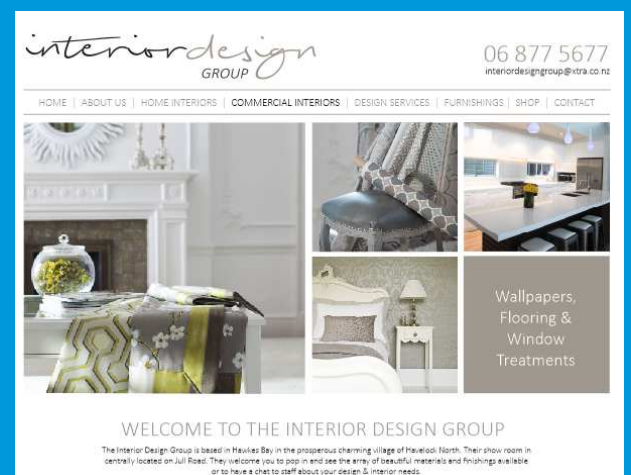 interiordesign
GROUP
06 877 5677
interiordesigngroup@xtra.co.nz
HOME | ABOUT US | HOME INTERIORS | COMMERCIAL INTERIORS | DESIGN SERVICES | FURNISHINGS | SHOP | CONTACT
Wallpapers,
Flooring &
Window
Treatments
WELCOME TO THE INTERIOR DESIGN GROUP
The Interior Design Group is based in Hawkes Bay in the prosperous charming village of Havelock North. Their show room in
centrally located on Jull Road. They welcome you to pop in and see the array of beautiful materials and finishings available
or to have a chat to staff about your design & interior needs.